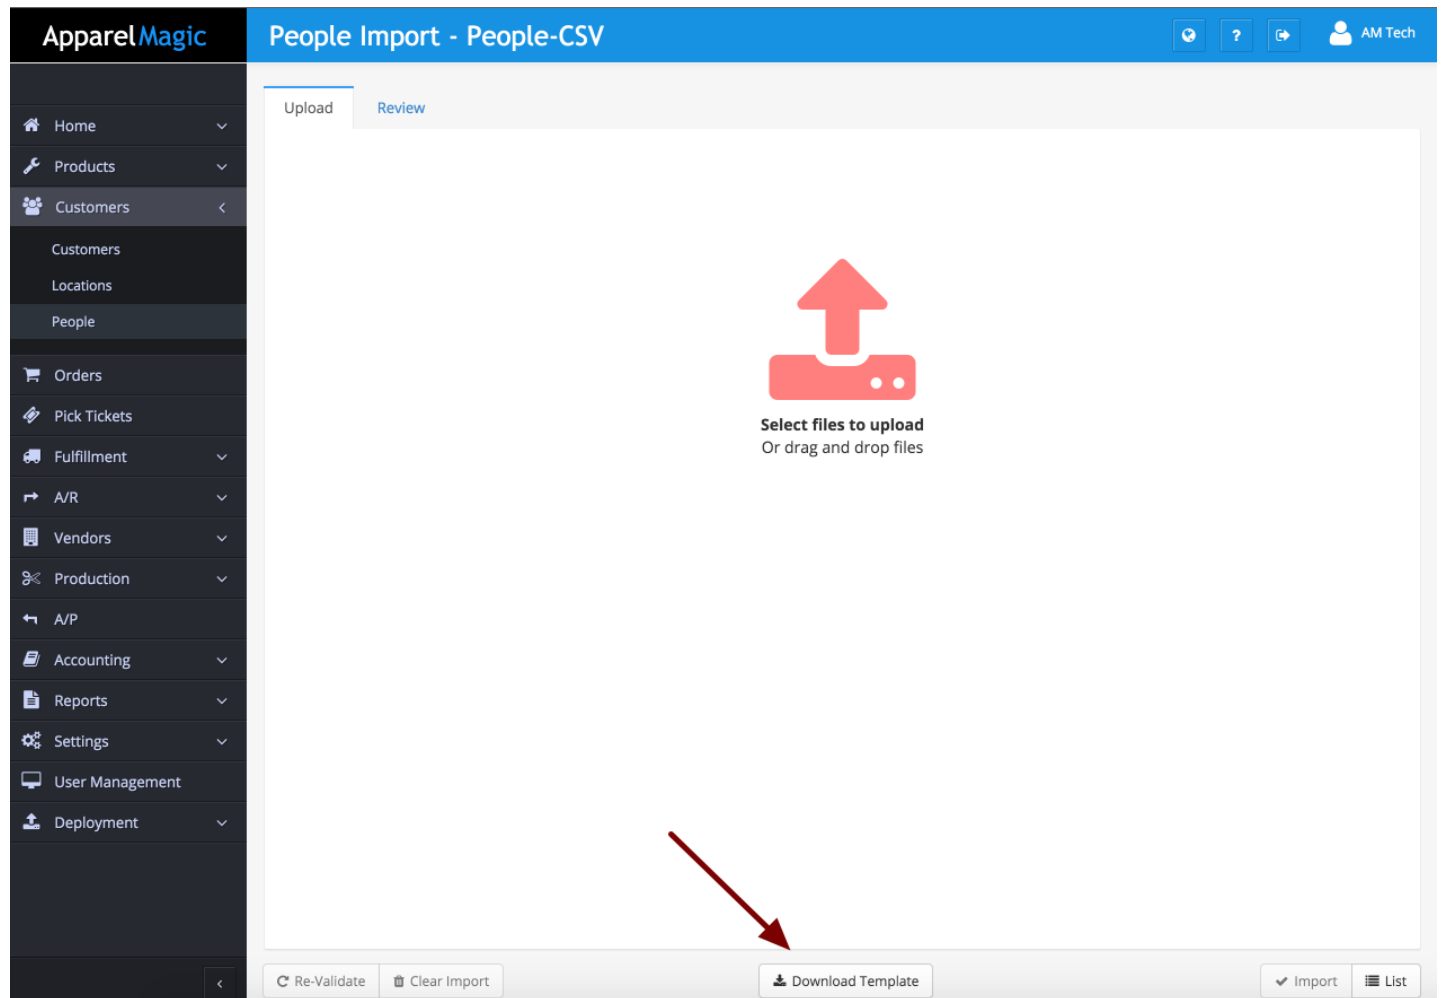 ApparelMagic
People Import - People-CSV
?
AM Tech
Home
Products
Customers
Customers
Locations
People
Orders
Pick Tickets
Fulfillment
A/R
Vendors
Production
A/P
Accounting
Reports
Settings
User Management
Deployment
Upload
Review
Select files to upload
Or drag and drop files
Re-Validate
Clear Import
Download Template
Import
List